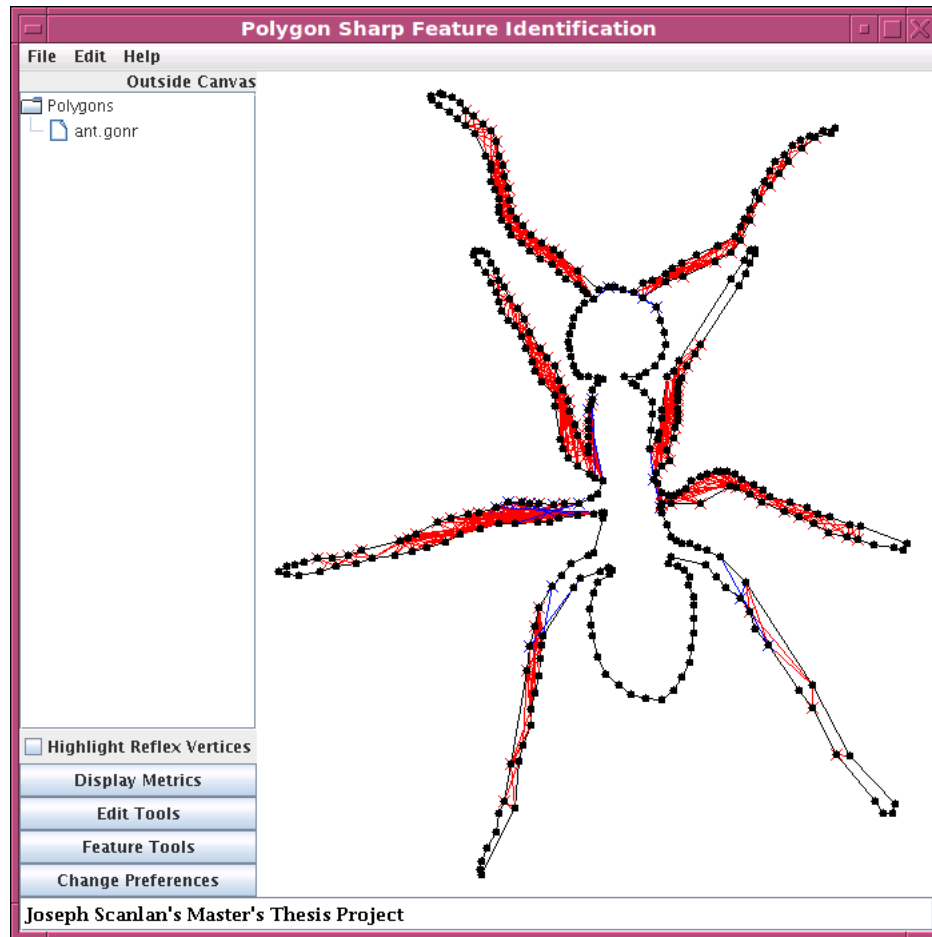 Polygon Sharp Feature Identification
File Edit Help
Outside Canvas
Polygons
ant.gonr
Highlight Reflex Vertices
Display Metrics
Edit Tools
Feature Tools
Change Preferences
Joseph Scanlan's Master's Thesis Project